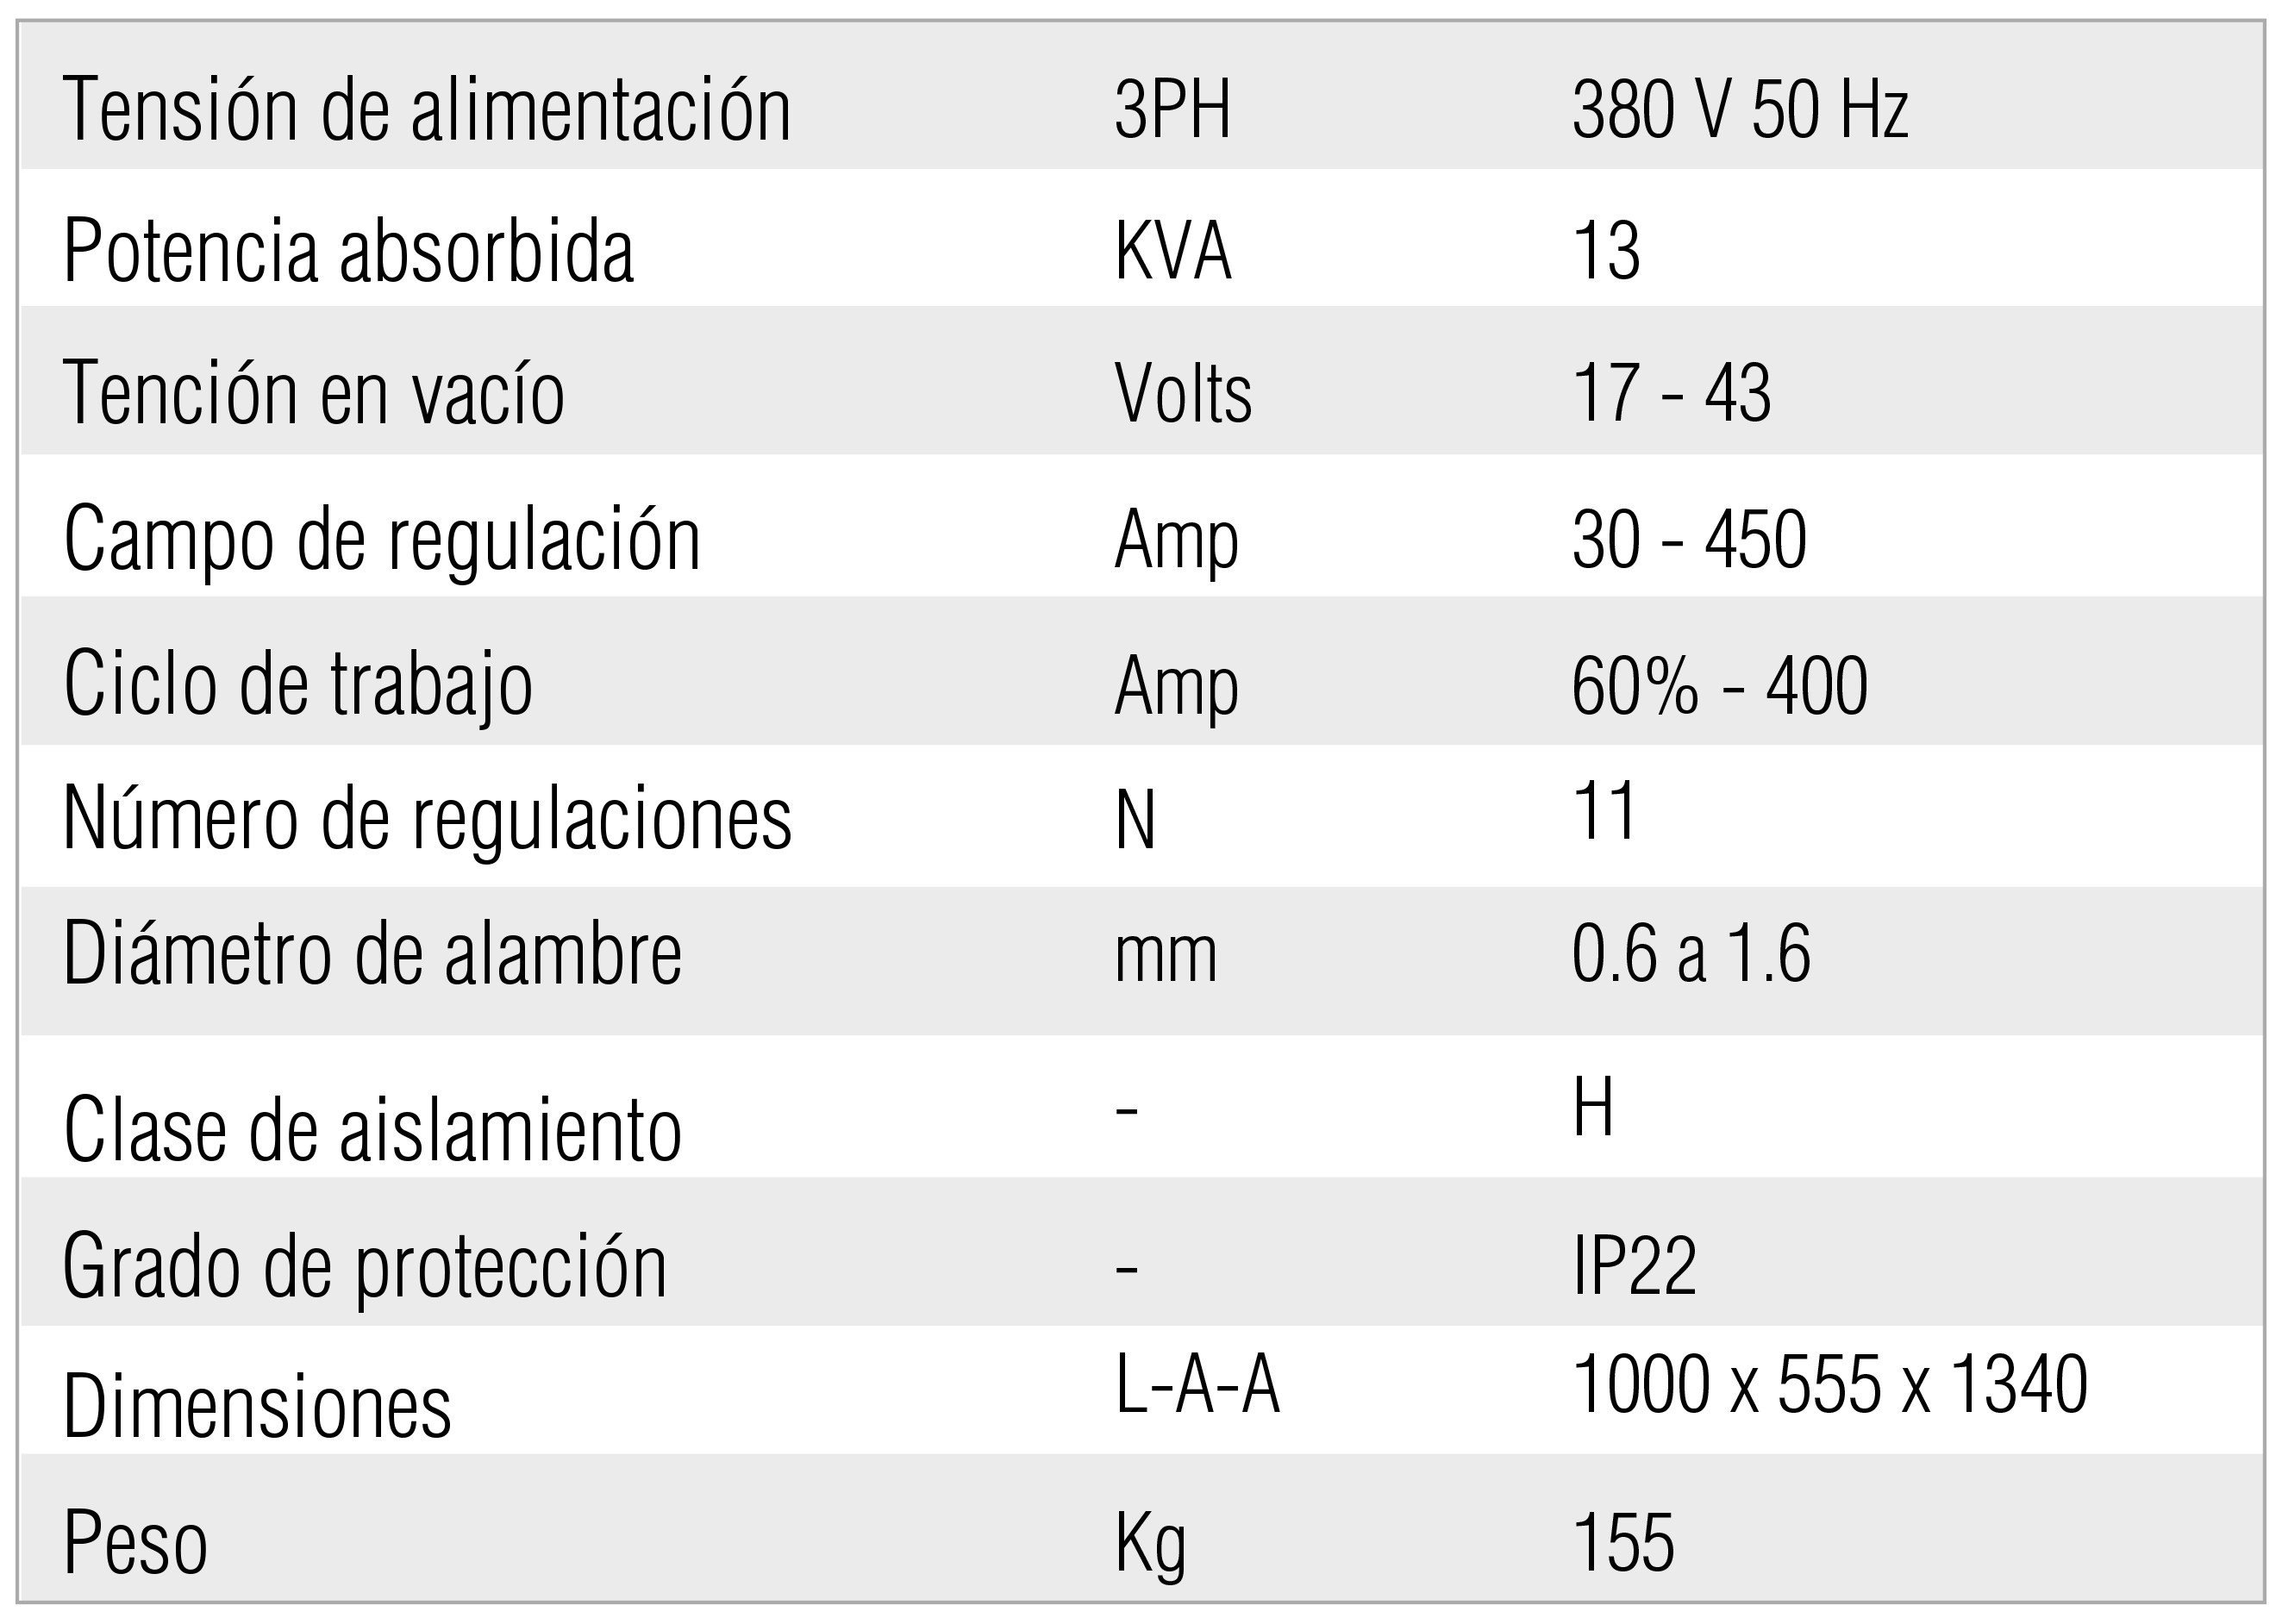 Tensión de alimentación 3PH 380 V 50 Hz
Potencia absorbida KVA 13
Tención en vacío Volts 17 - 43
Campo de regulación Amp 30 - 450
Ciclo de trabajo Amp 60% - 400
Número de regulaciones N 11
Diámetro de alambre mm 0.6 a 1.6
Clase de aislamiento - H
Grado de protección - IP22
Dimensiones L-A-A 1000 x 555 x 1340
Peso Kg 155